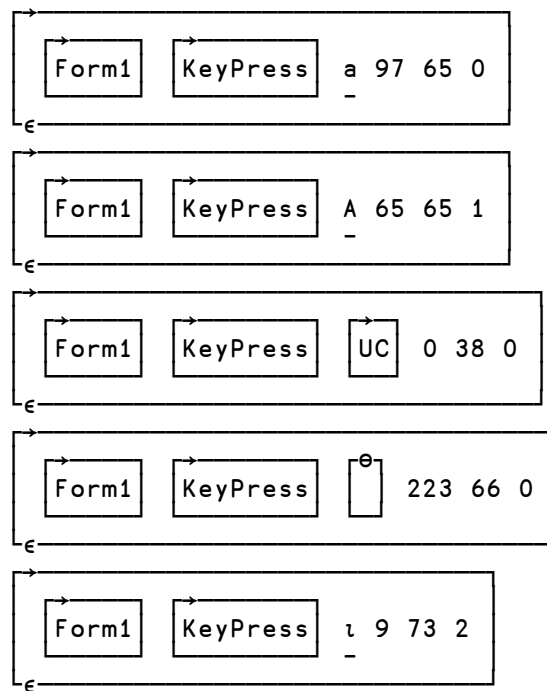 Form1 KeyPress a 97 65 0
Form1 KeyPress A 65 65 1
Form1 KeyPress UC 0 38 0
Form1 KeyPress 223 66 0
Form1 KeyPress ⍳ 9 73 2